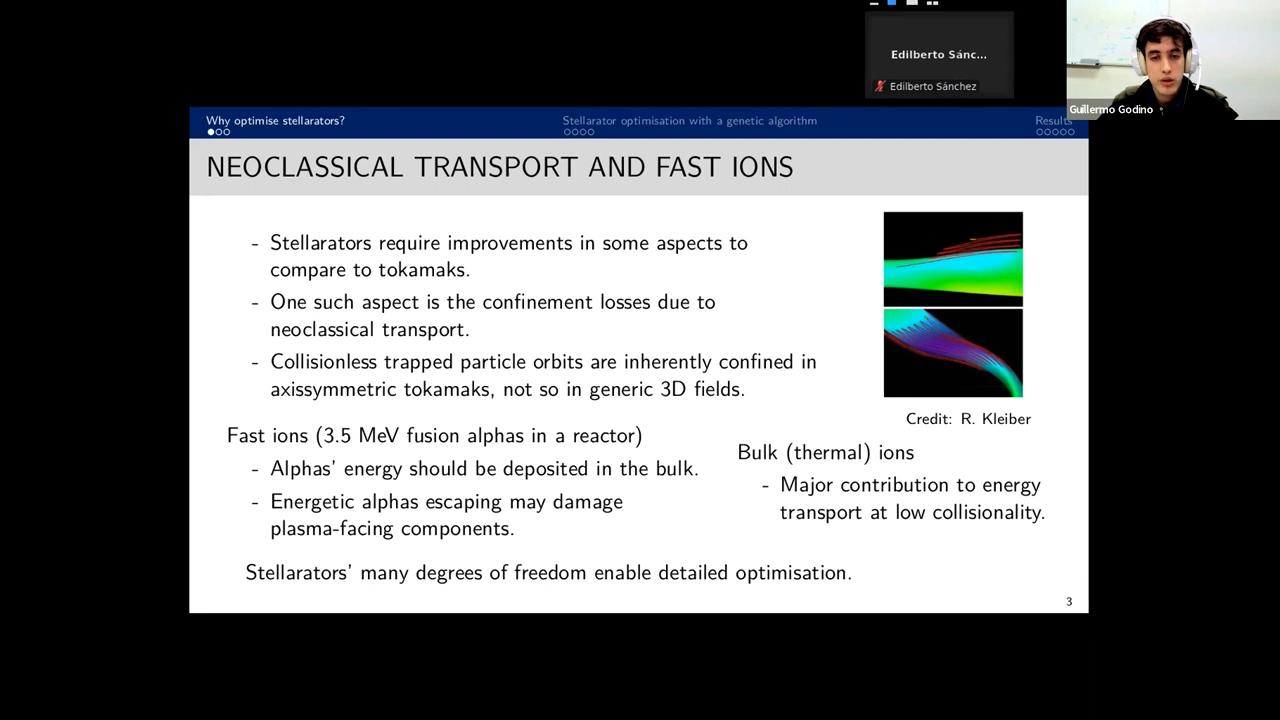 Edilberto Sánc...
Edilberto Sánchez
Guillermo Godino
Why optimise stellarators?
Stellarator optimisation with a genetic algorithm
Results
NEOCLASSICAL TRANSPORT AND FAST IONS
- Stellarators require improvements in some aspects to
compare to tokamaks.
- One such aspect is the confinement losses due to
neoclassical transport.
- Collisionless trapped particle orbits are inherently confined in
axissymmetric tokamaks, not so in generic 3D fields.
Credit: R. Kleiber
Fast ions (3.5 MeV fusion alphas in a reactor)
- Alphas' energy should be deposited in the bulk.
- Energetic alphas escaping may damage
plasma-facing components.
Bulk (thermal) ions
- Major contribution to energy
transport at low collisionality.
Stellarators' many degrees of freedom enable detailed optimisation.
3